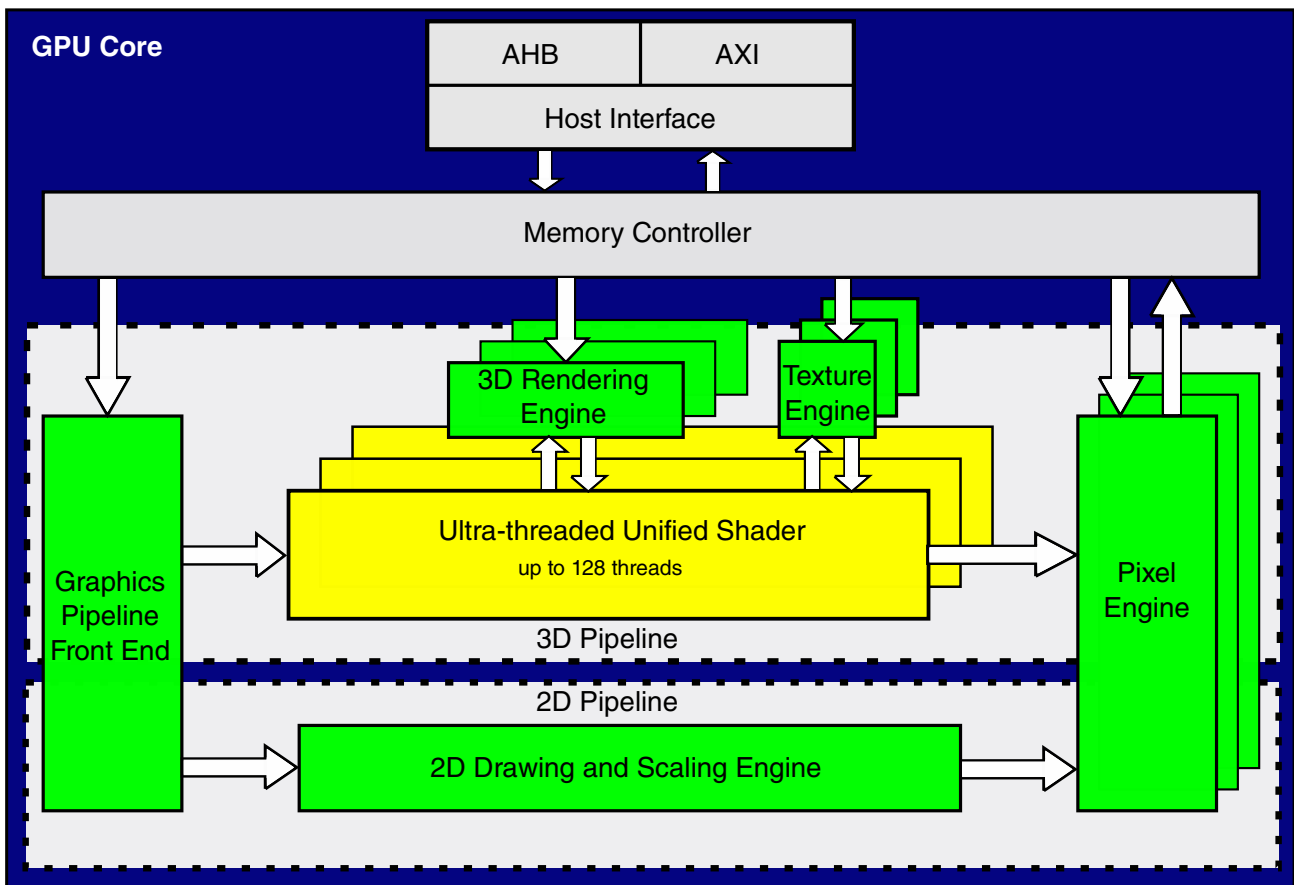 GPU Core
AHB
AXI
Host Interface
Memory Controller
3D Rendering
Engine
Texture
Engine
Ultra-threaded Unified Shader
up to 128 threads
Graphics
Pipeline
Front End
Pixel
Engine
3D Pipeline
2D Pipeline
2D Drawing and Scaling Engine